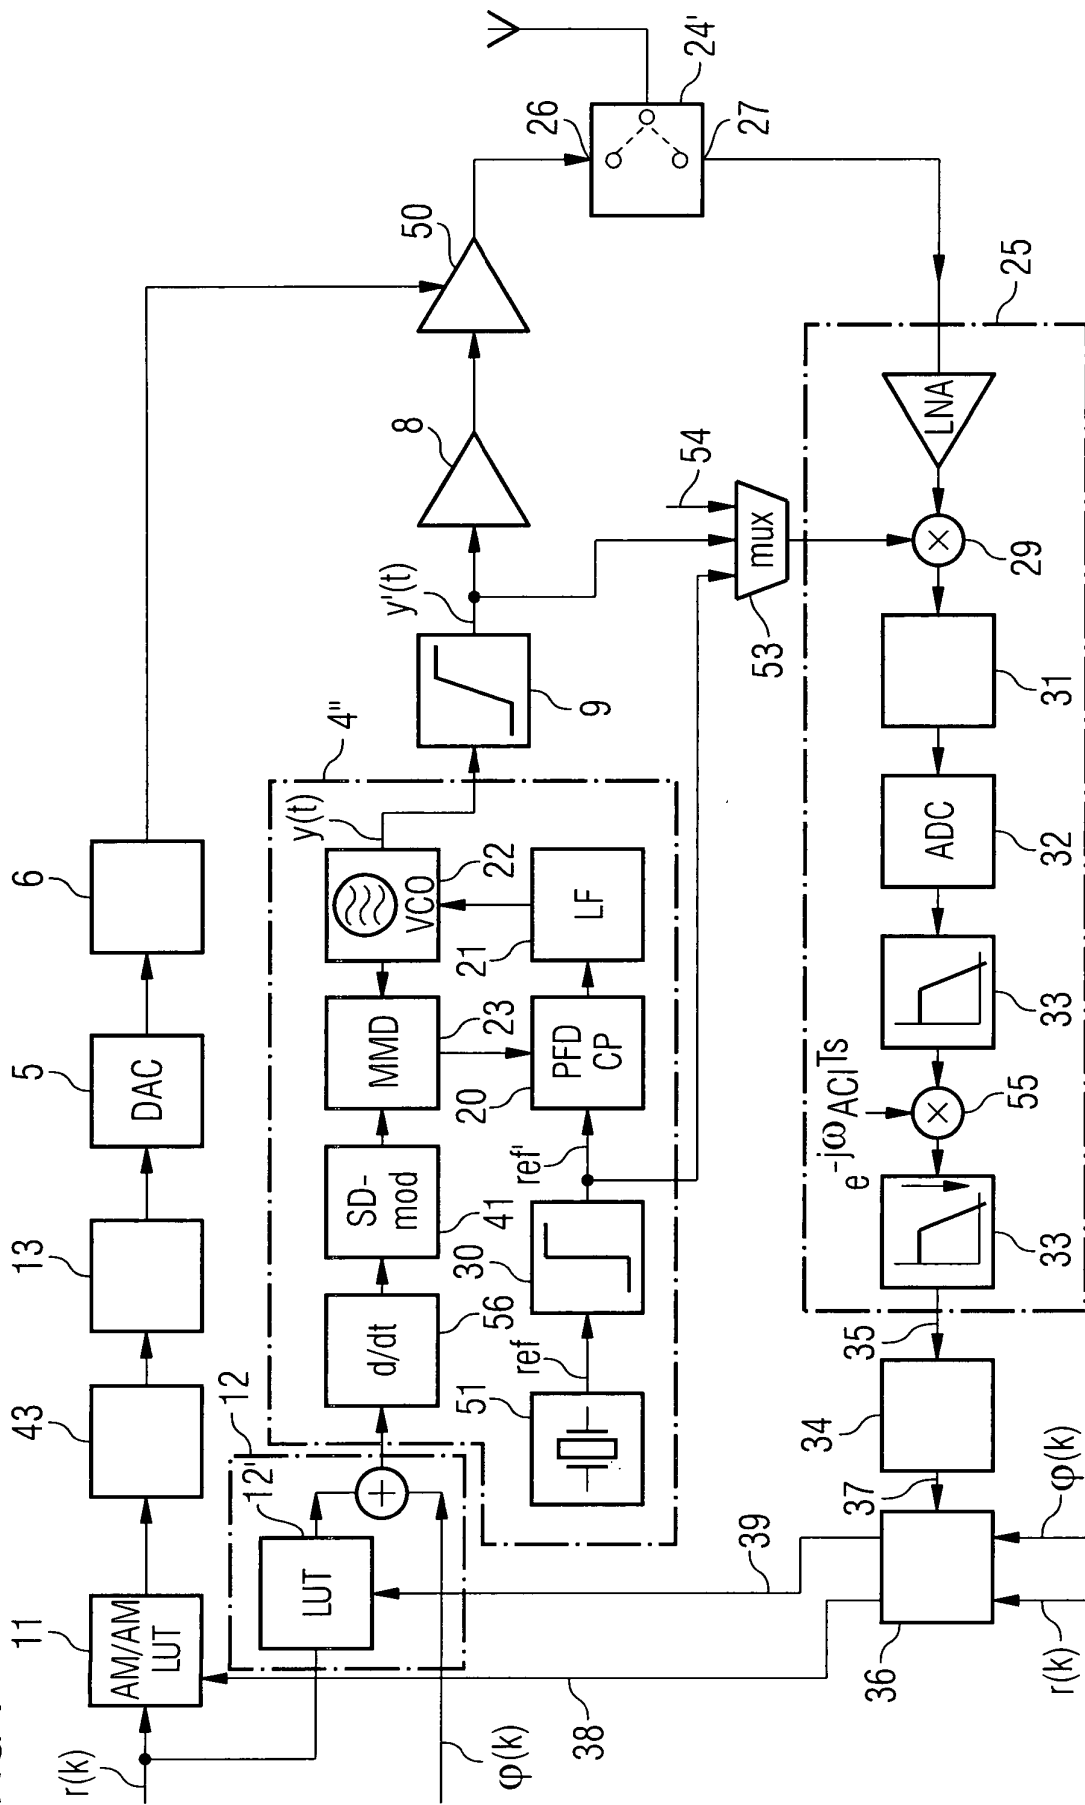 r(k)
11
AM/AM
LUT
43
13
5
DAC
6
φ(k)
12
12'
LUT
+
d/dt
56
SD-
mod
41
MMD
23
VCO
22
y(t)
4"
51
ref
30
ref'
PFD
CP
20
LF
21
9
y'(t)
8
50
26
24'
27
54
mux
53
25
LNA
×
29
31
ADC
32
33
e-jωACITs
×
55
33
35
34
37
36
38
39
r(k)
φ(k)